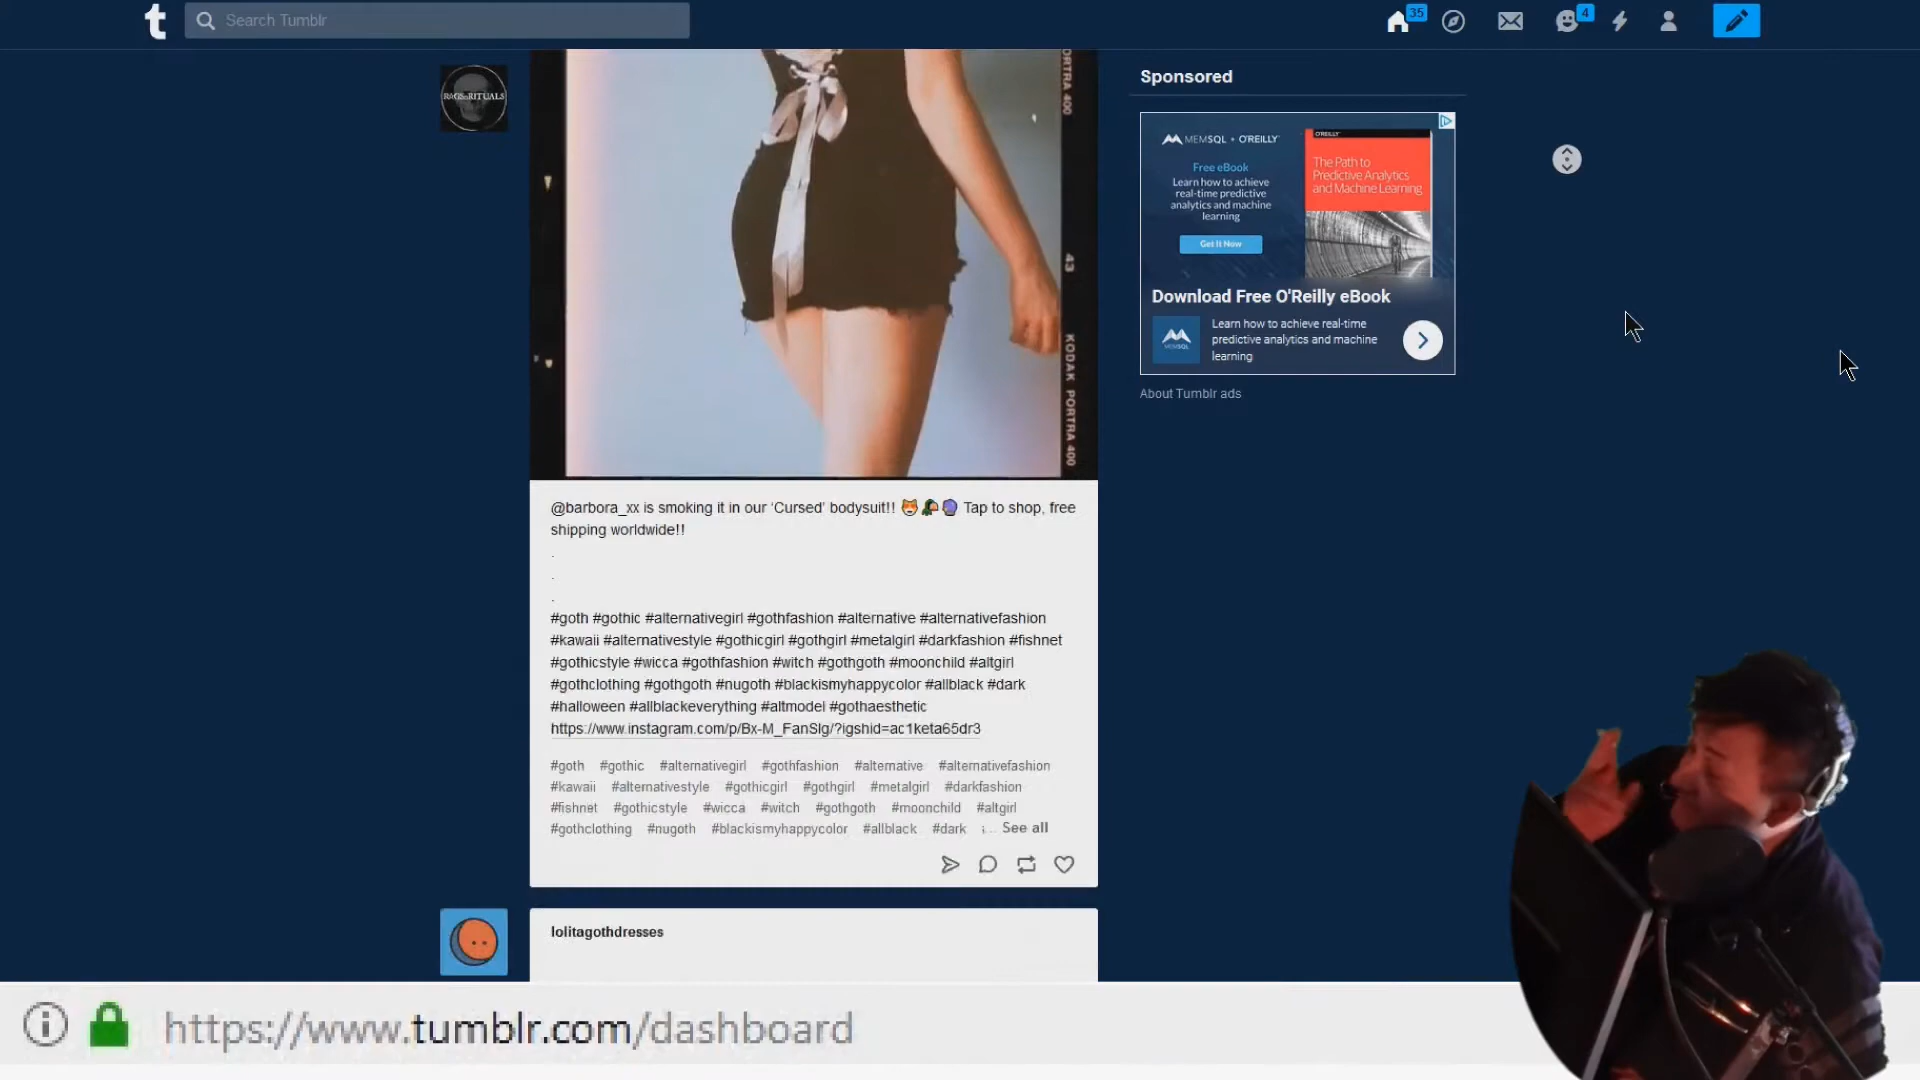 t
Search Tumblr
35
4
RAGSnRITUALS
PORTRA 400
43
KODAK PORTRA 400
@barbora_xx is smoking it in our ‘Cursed’ bodysuit!! Tap to shop, free
shipping worldwide!!
.
.
.
#goth #gothic #alternativegirl #gothfashion #alternative #alternativefashion
#kawaii #alternativestyle #gothicgirl #gothgirl #metalgirl #darkfashion #fishnet
#gothicstyle #wicca #gothfashion #witch #gothgoth #moonchild #altgirl
#gothclothing #gothgoth #nugoth #blackismyhappycolor #allblack #dark
#halloween #allblackeverything #altmodel #gothaesthetic
https://www.instagram.com/p/Bx-M_FanSlg/?igshid=ac1keta65dr3
#goth #gothic #alternativegirl #gothfashion #alternative #alternativefashion
#kawaii #alternativestyle #gothicgirl #gothgirl #metalgirl #darkfashion
#fishnet #gothicstyle #wicca #witch #gothgoth #moonchild #altgirl
#gothclothing #nugoth #blackismyhappycolor #allblack #dark ... See all
lolitagothdresses
Sponsored
MEMSQL + O'REILLY
Free eBook
Learn how to achieve
real-time predictive
analytics and machine
learning
Get It Now
O'REILLY
The Path to
Predictive Analytics
and Machine Learning
Download Free O'Reilly eBook
MEMSQL
Learn how to achieve real-time
predictive analytics and machine
learning
About Tumblr ads
https://www.tumblr.com/dashboard